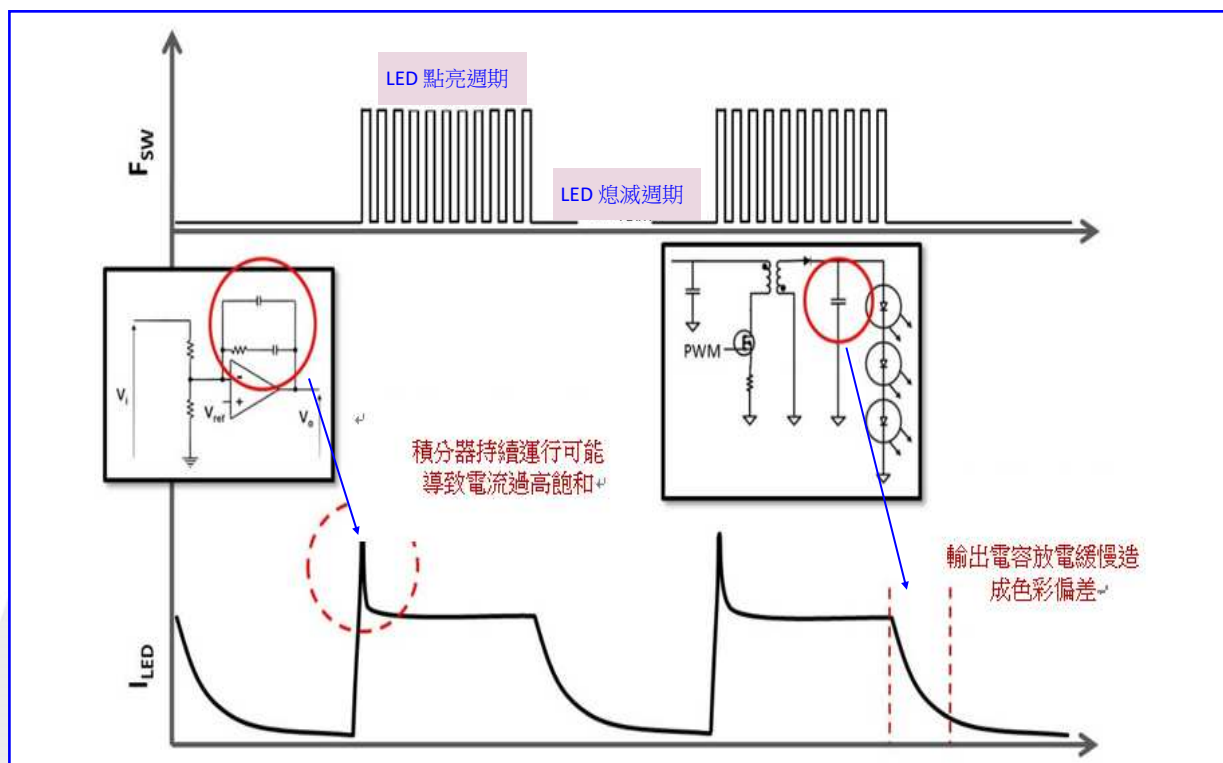 LED 點亮週期
F_SW
LED 熄滅週期
V_i
V_ref
-
+
V_o
PWM
積分器持續運行可能
導致電流過高飽和↵
輸出電容放電緩慢造
成色彩偏差↵
I_LED